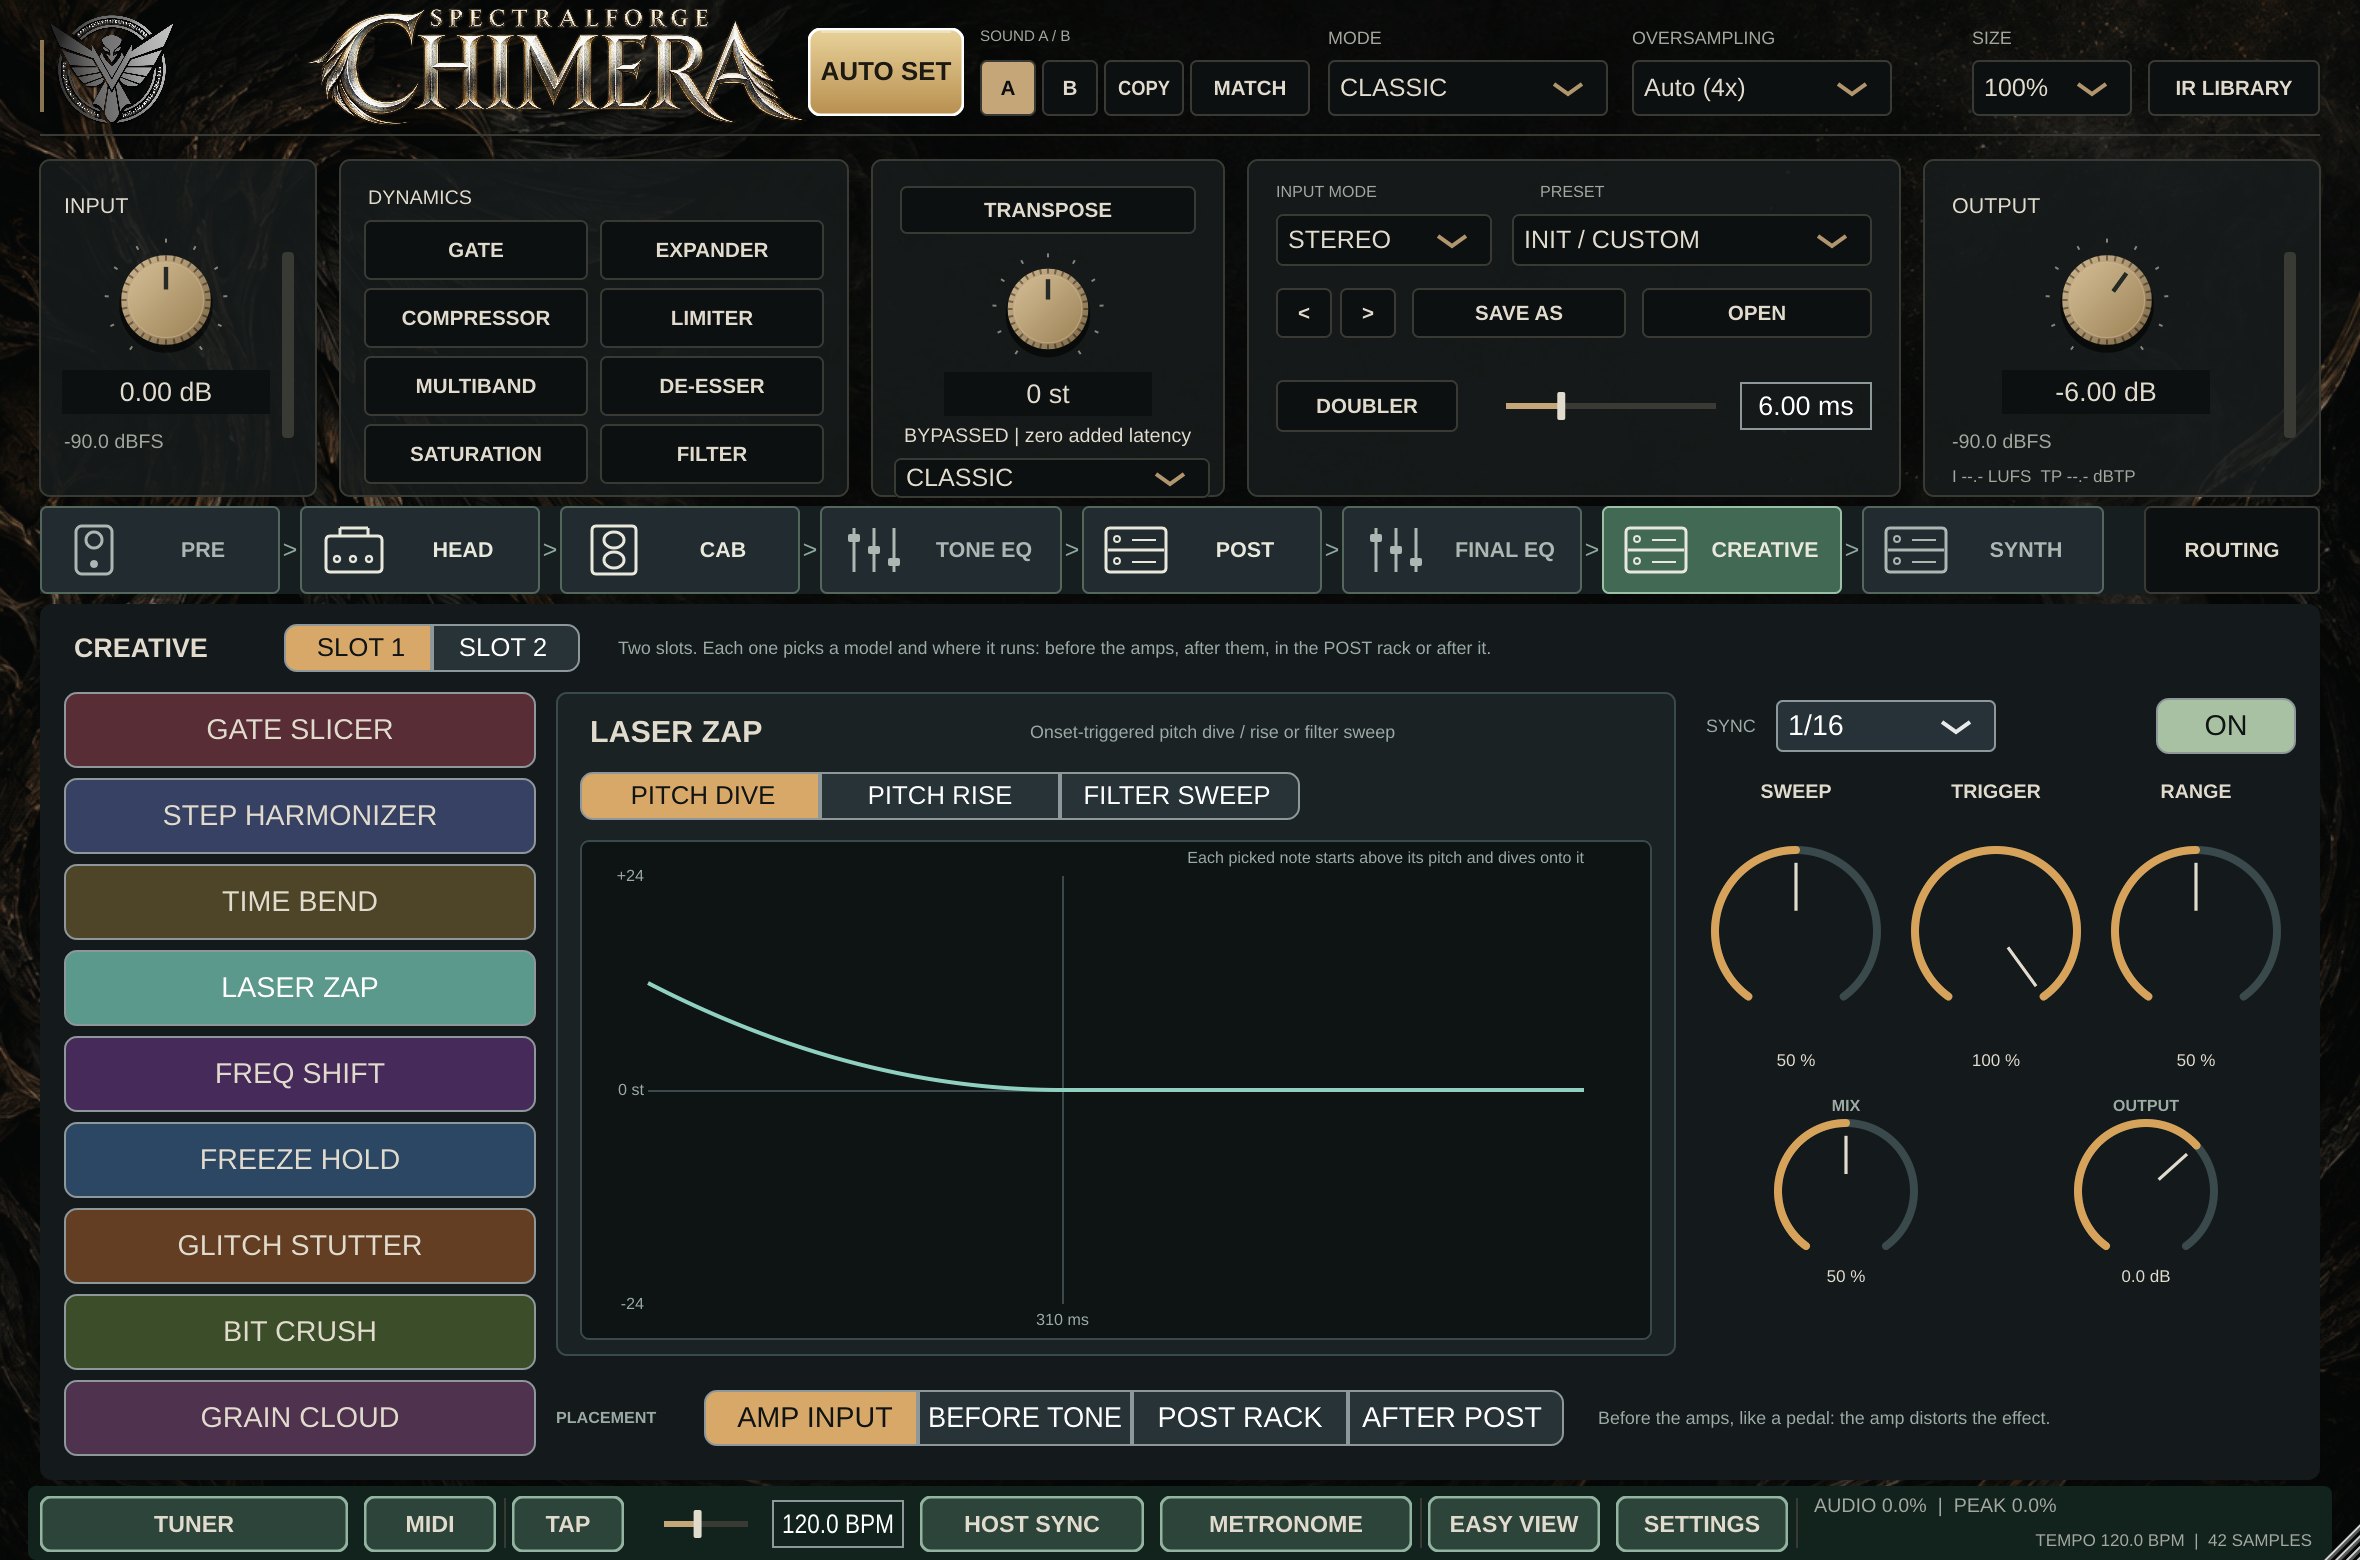 SPECTRALFORGE
CHIMERA
AUTO SET
SOUND A / B
A
B
COPY
MATCH
MODE
CLASSIC
OVERSAMPLING
Auto (4x)
SIZE
100%
IR LIBRARY
INPUT
0.00 dB
-90.0 dBFS
DYNAMICS
GATE
EXPANDER
COMPRESSOR
LIMITER
MULTIBAND
DE-ESSER
SATURATION
FILTER
TRANSPOSE
0 st
BYPASSED | zero added latency
CLASSIC
INPUT MODE
PRESET
STEREO
INIT / CUSTOM
<
>
SAVE AS
OPEN
DOUBLER
6.00 ms
OUTPUT
-6.00 dB
-90.0 dBFS
I --.- LUFS TP --.- dBTP
PRE
>
HEAD
>
CAB
>
TONE EQ
>
POST
>
FINAL EQ
>
CREATIVE
>
SYNTH
ROUTING
CREATIVE
SLOT 1
SLOT 2
Two slots. Each one picks a model and where it runs: before the amps, after them, in the POST rack or after it.
GATE SLICER
STEP HARMONIZER
TIME BEND
LASER ZAP
FREQ SHIFT
FREEZE HOLD
GLITCH STUTTER
BIT CRUSH
GRAIN CLOUD
LASER ZAP
Onset-triggered pitch dive / rise or filter sweep
PITCH DIVE
PITCH RISE
FILTER SWEEP
Each picked note starts above its pitch and dives onto it
+24
0 st
-24
310 ms
SYNC
1/16
ON
SWEEP
TRIGGER
RANGE
50 %
100 %
50 %
MIX
OUTPUT
50 %
0.0 dB
PLACEMENT
AMP INPUT
BEFORE TONE
POST RACK
AFTER POST
Before the amps, like a pedal: the amp distorts the effect.
TUNER
MIDI
TAP
120.0 BPM
HOST SYNC
METRONOME
EASY VIEW
SETTINGS
AUDIO 0.0% | PEAK 0.0%
TEMPO 120.0 BPM | 42 SAMPLES